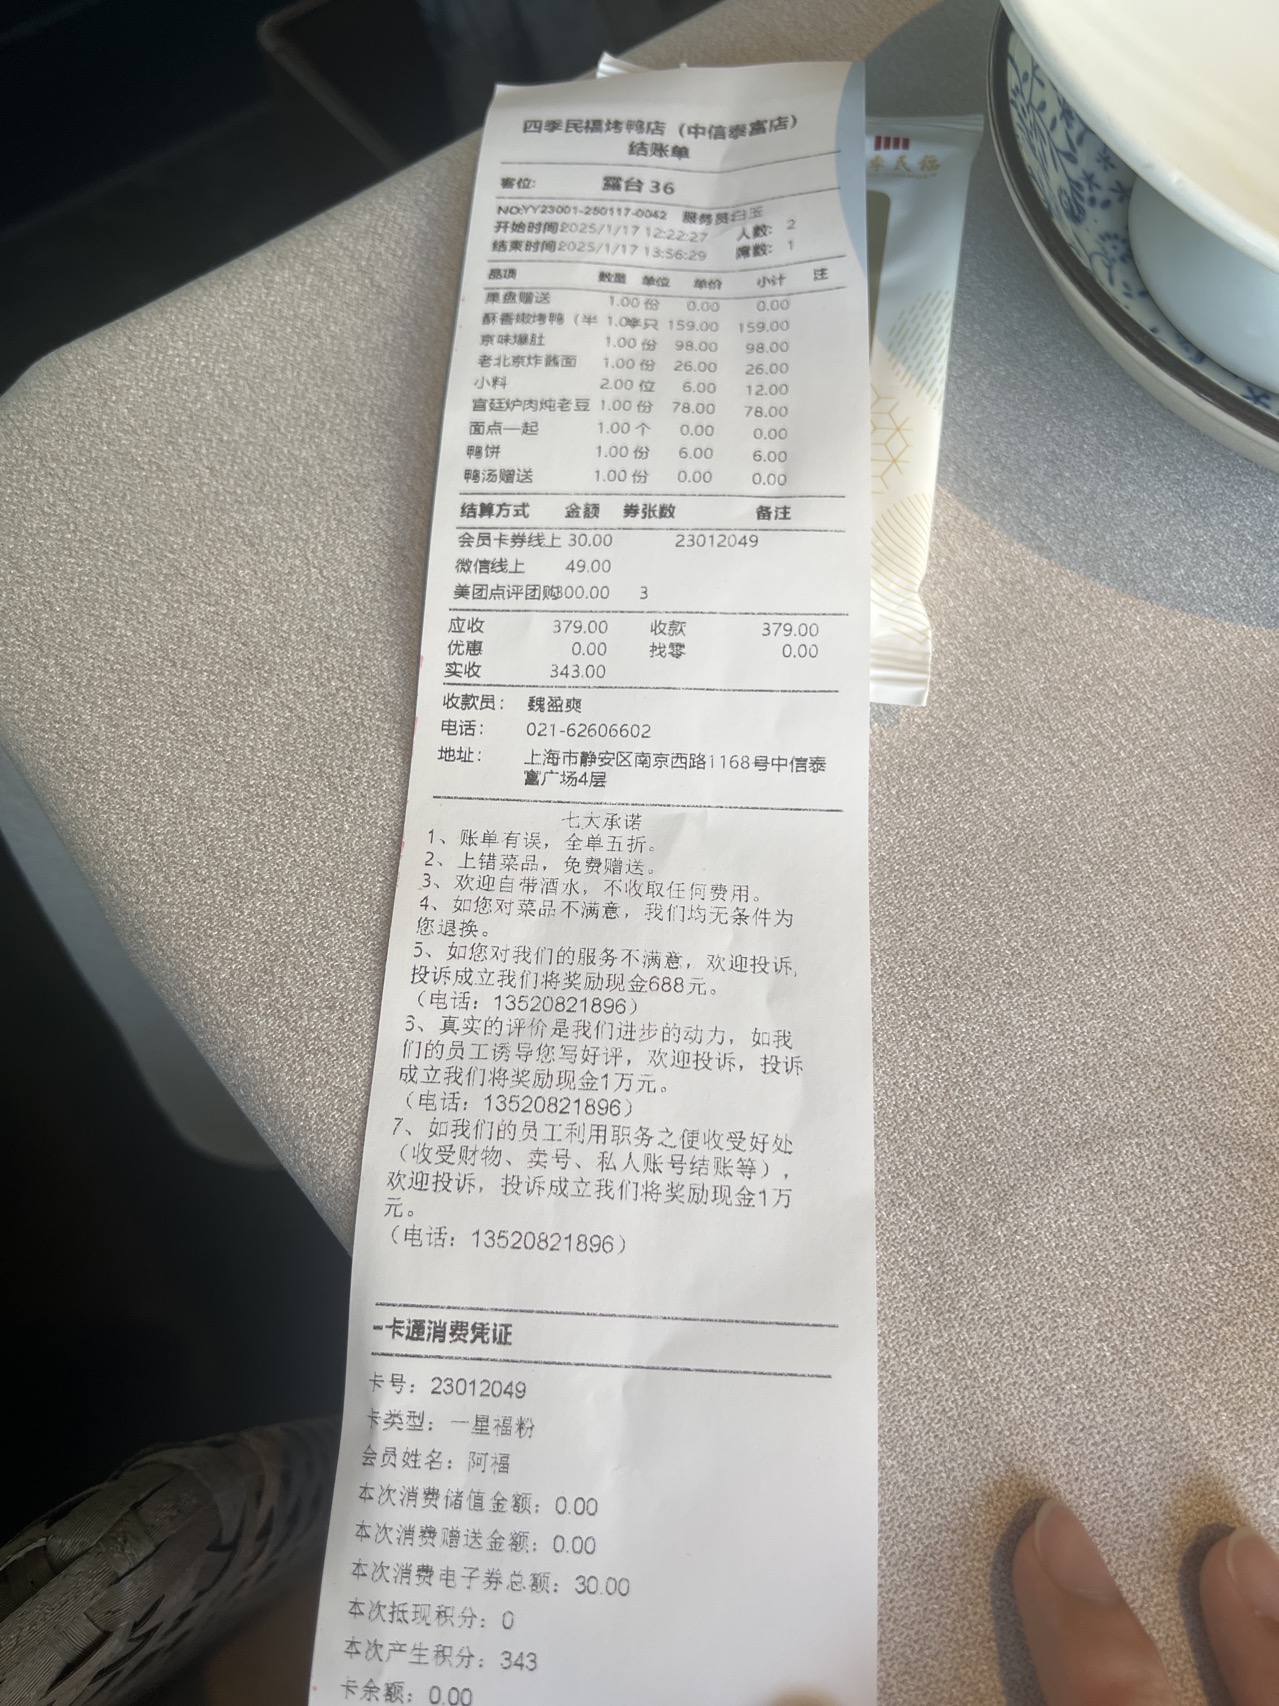 四季民福烤鸭店（中信泰富店）
结账单
客位: 露台 36
NO:YY23001-250117-0042 服务员:白玉
开始时间2025/1/17 12:22:27 人数: 2
结束时间2025/1/17 13:56:29 席数: 1
品项 数量 单位 单价 小计 注
果盘赠送 1.00 份 0.00 0.00
酥香嫩烤鸭（半 1.0半只 159.00 159.00
京味爆肚 1.00 份 98.00 98.00
老北京炸酱面 1.00 份 26.00 26.00
小料 2.00 位 6.00 12.00
宫廷炉肉炖老豆 1.00 份 78.00 78.00
面点一起 1.00 个 0.00 0.00
鸭饼 1.00 份 6.00 6.00
鸭汤赠送 1.00 份 0.00 0.00
结算方式 金额 券张数 备注
会员卡券线上 30.00 23012049
微信线上 49.00
美团点评团购300.00 3
应收 379.00 收款 379.00
优惠 0.00 找零 0.00
实收 343.00
收款员: 魏盈爽
电话: 021-62606602
地址: 上海市静安区南京西路1168号中信泰
富广场4层
七大承诺
1、账单有误，全单五折。
2、上错菜品，免费赠送。
3、欢迎自带酒水，不收取任何费用。
4、如您对菜品不满意，我们均无条件为
您退换。
5、如您对我们的服务不满意，欢迎投诉,
投诉成立我们将奖励现金688元。
（电话：13520821896）
6、真实的评价是我们进步的动力，如我
们的员工诱导您写好评，欢迎投诉，投诉
成立我们将奖励现金1万元。
（电话：13520821896）
7、如我们的员工利用职务之便收受好处
（收受财物、卖号、私人账号结账等），
欢迎投诉，投诉成立我们将奖励现金1万
元。
（电话：13520821896）
一卡通消费凭证
卡号：23012049
卡类型：一星福粉
会员姓名：阿福
本次消费储值金额：0.00
本次消费赠送金额：0.00
本次消费电子券总额：30.00
本次抵现积分：0
本次产生积分：343
卡余额：0.00
季民福